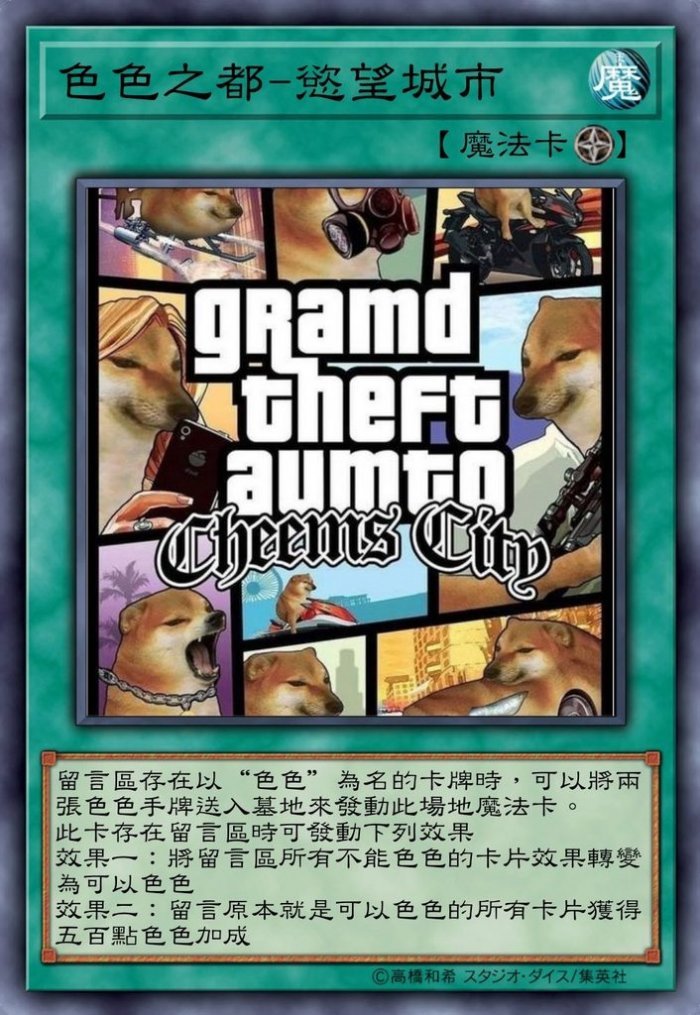 色色之都-慾望城市
魔
【魔法卡】
gRamd
theft
aumto
Cheems City
留言區存在以“色色”為名的卡牌時，可以將兩
張色色手牌送入墓地來發動此場地魔法卡。
此卡存在留言區時可發動下列效果
效果一：將留言區所有不能色色的卡片效果轉變
為可以色色
效果二：留言原本就是可以色色的所有卡片獲得
五百點色色加成
©高橋和希 スタジオ・ダイス/集英社